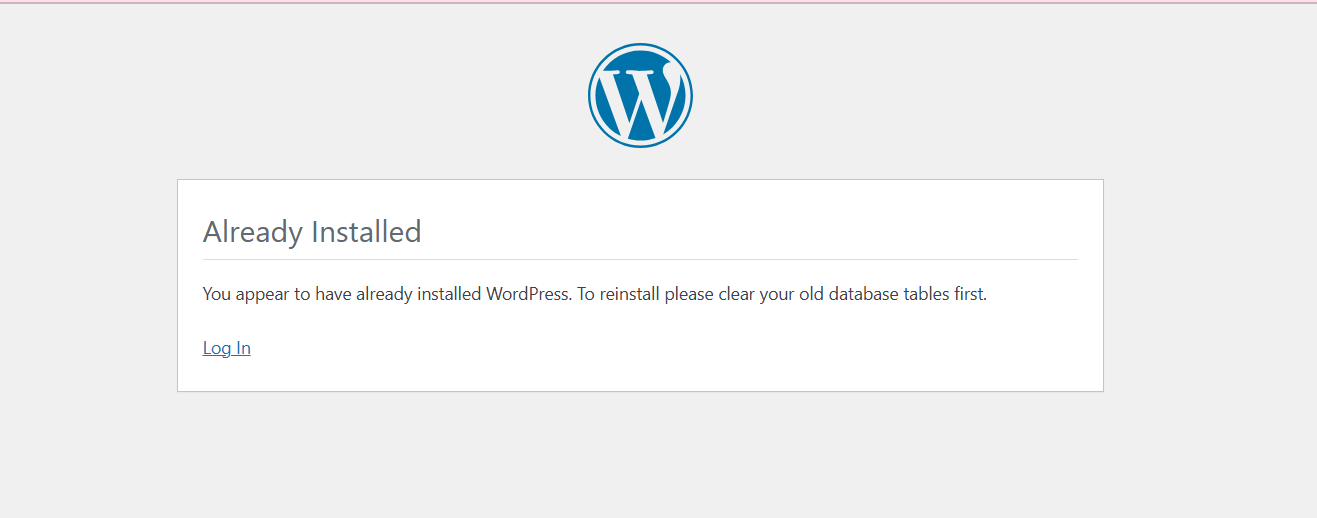 Already Installed
You appear to have already installed WordPress. To reinstall please clear your old database tables first.
Log In